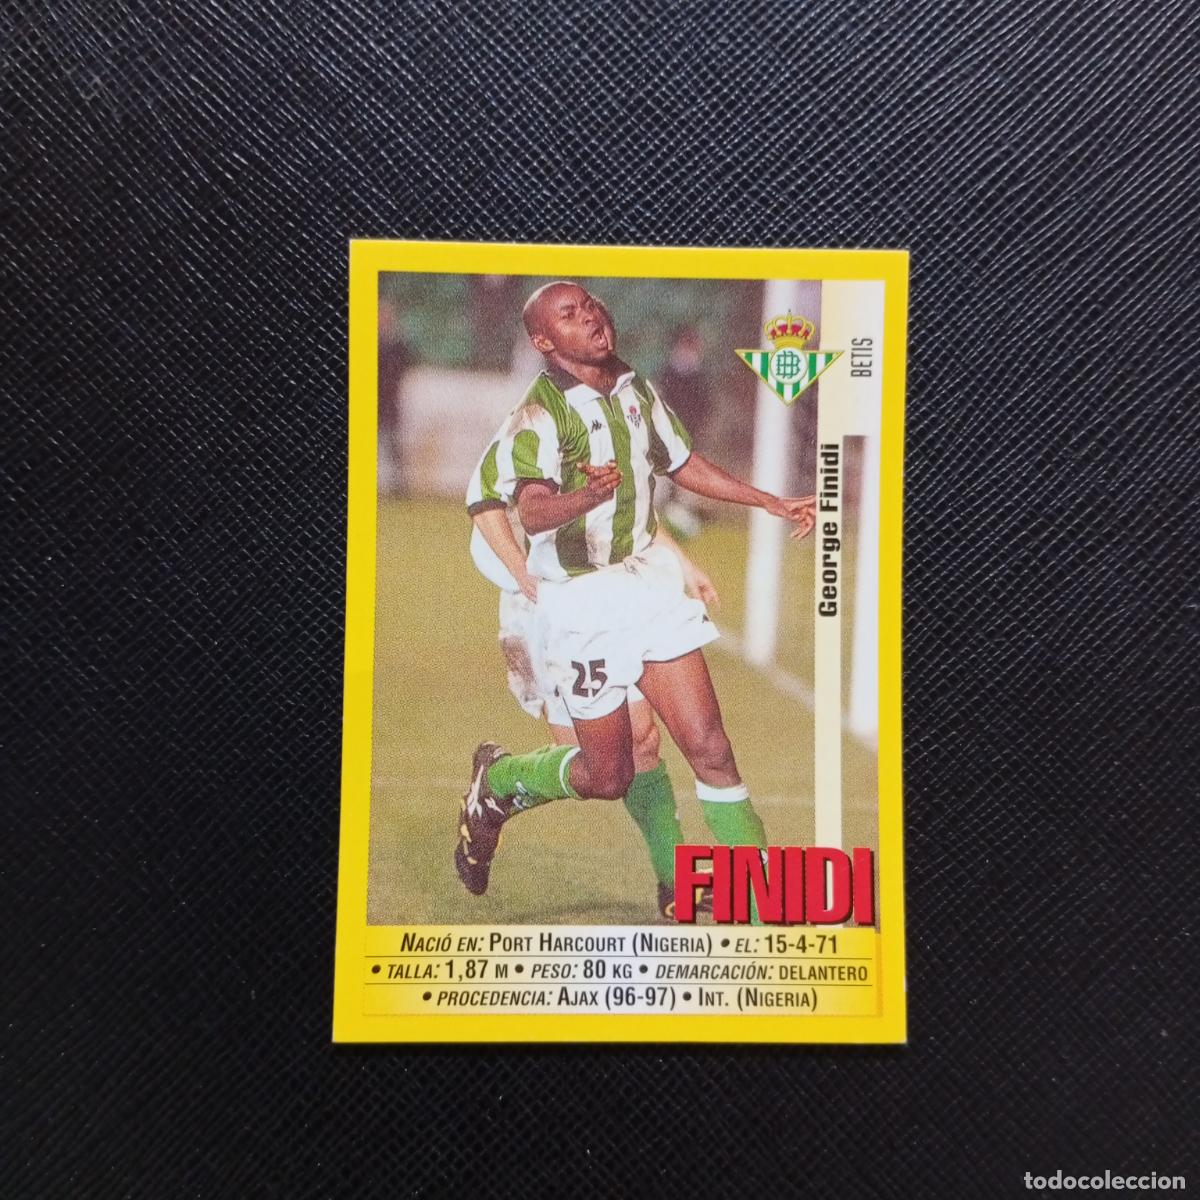 BETIS
George Finidi
25
FINIDI
NACIÓ EN: PORT HARCOURT (NIGERIA) • EL: 15-4-71
• TALLA: 1,87 M • PESO: 80 KG • DEMARCACIÓN: DELANTERO
• PROCEDENCIA: AJAX (96-97) • INT. (NIGERIA)
todocoleccion